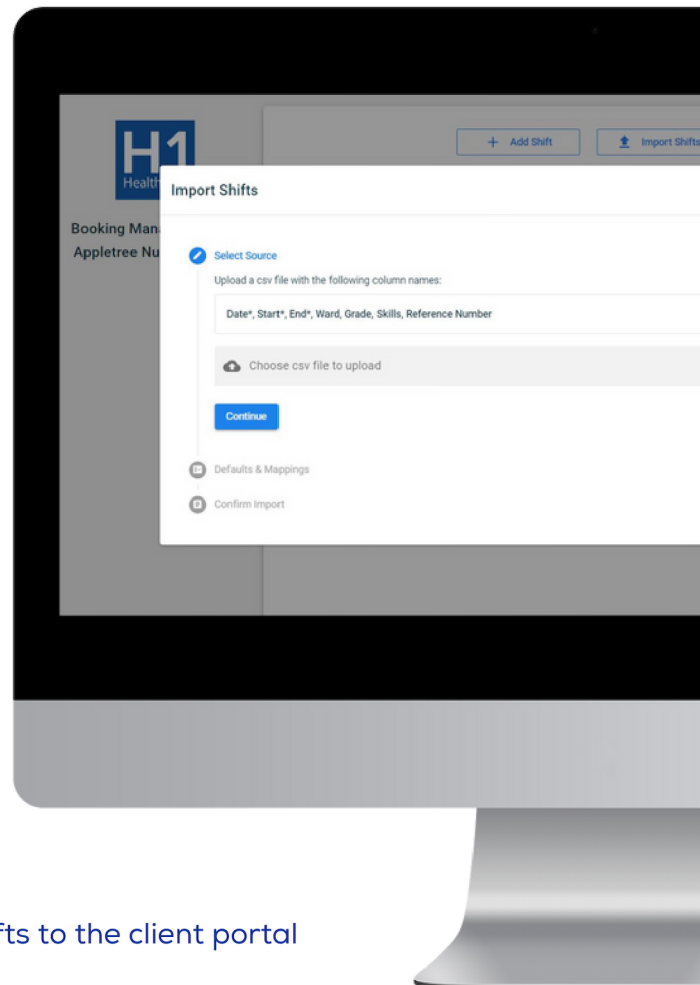 H1
Health
+ Add Shift
Import Shifts
Import Shifts
Booking Man
Appletree Nu
Select Source
Upload a csv file with the following column names:
Date*, Start*, End*, Ward, Grade, Skills, Reference Number
Choose csv file to upload
Continue
Defaults & Mappings
Confirm Import
fts to the client portal